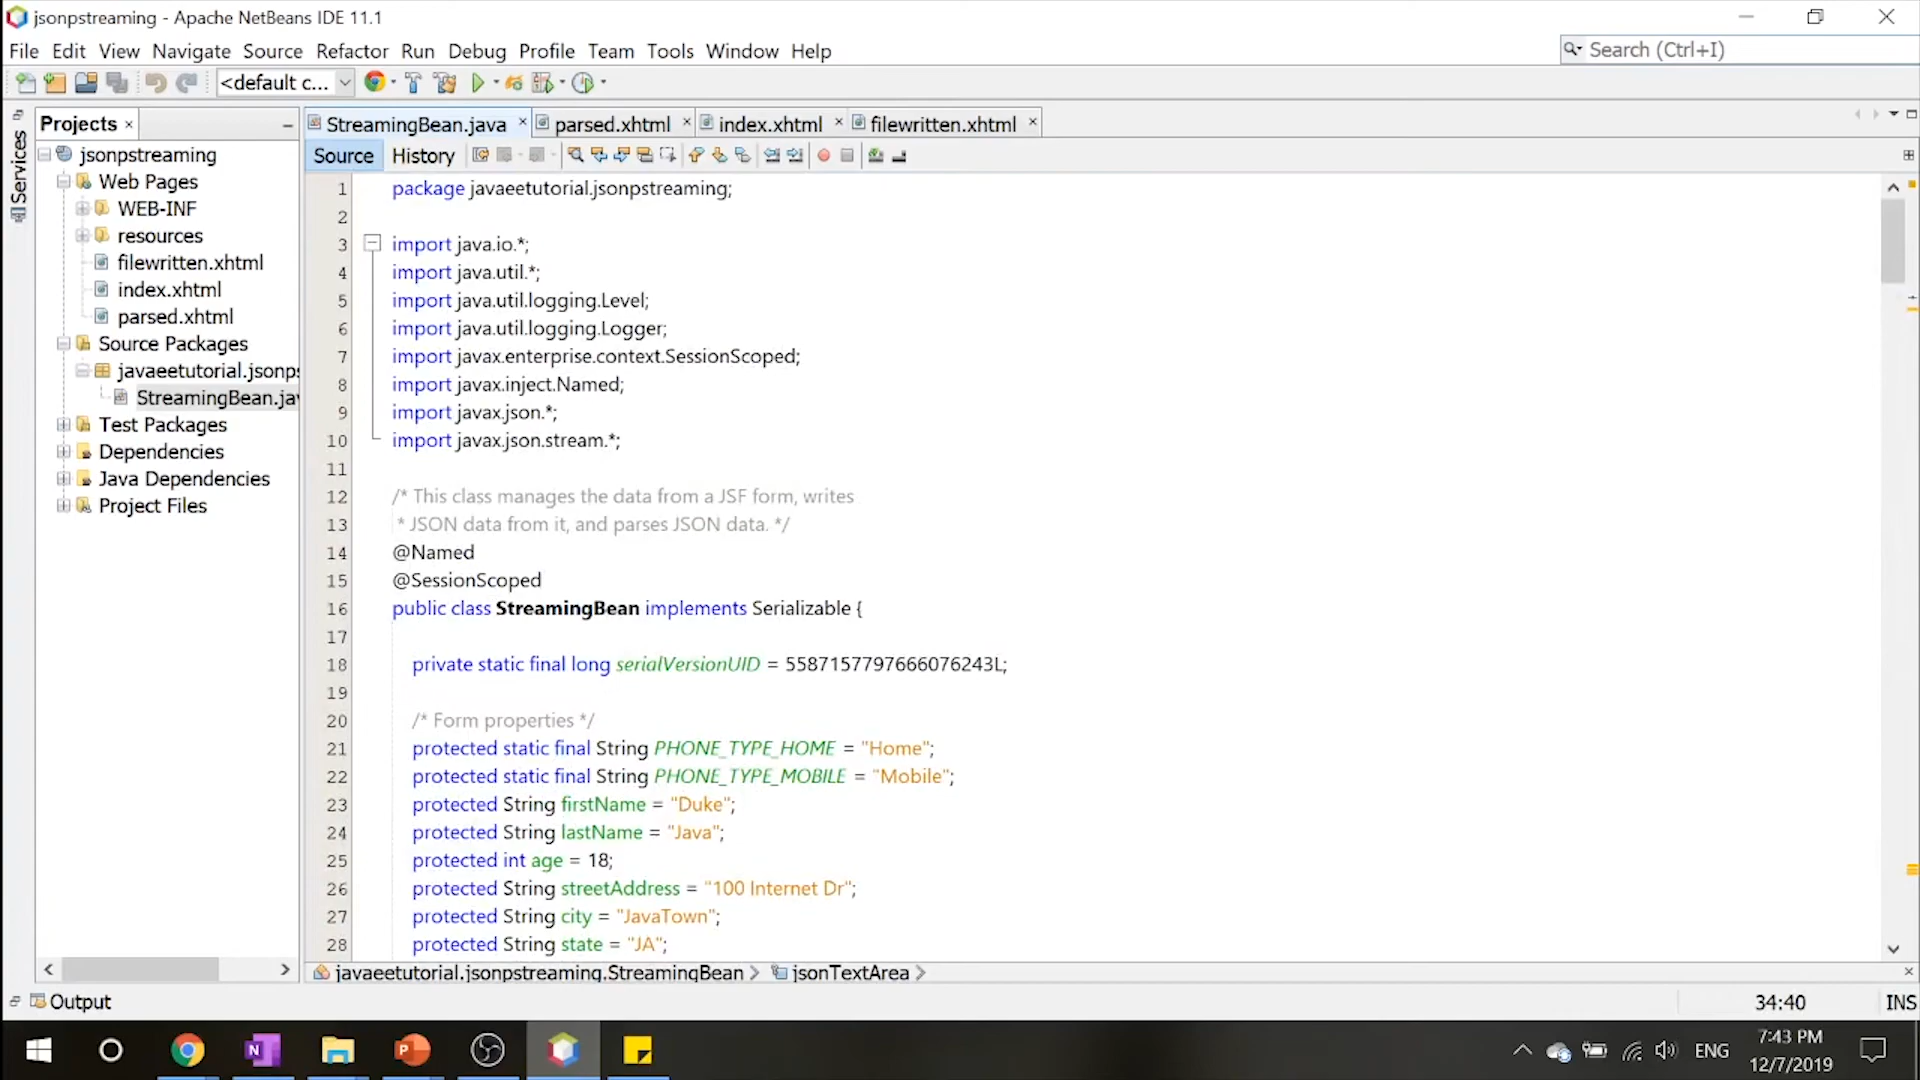 jsonpstreaming - Apache NetBeans IDE 11.1
File Edit View Navigate Source Refactor Run Debug Profile Team Tools Window Help
Search (Ctrl+I)
<default c...
Services
Projects
jsonpstreaming
Web Pages
WEB-INF
resources
filewritten.xhtml
index.xhtml
parsed.xhtml
Source Packages
javaeetutorial.jsonps
StreamingBean.jav
Test Packages
Dependencies
Java Dependencies
Project Files
StreamingBean.java parsed.xhtml index.xhtml filewritten.xhtml
Source History
1 package javaeetutorial.jsonpstreaming;
2
3 import java.io.*;
4 import java.util.*;
5 import java.util.logging.Level;
6 import java.util.logging.Logger;
7 import javax.enterprise.context.SessionScoped;
8 import javax.inject.Named;
9 import javax.json.*;
10 import javax.json.stream.*;
11
12 /* This class manages the data from a JSF form, writes
13 * JSON data from it, and parses JSON data. */
14 @Named
15 @SessionScoped
16 public class StreamingBean implements Serializable {
17
18 private static final long serialVersionUID = 5587157797666076243L;
19
20 /* Form properties */
21 protected static final String PHONE_TYPE_HOME = "Home";
22 protected static final String PHONE_TYPE_MOBILE = "Mobile";
23 protected String firstName = "Duke";
24 protected String lastName = "Java";
25 protected int age = 18;
26 protected String streetAddress = "100 Internet Dr";
27 protected String city = "JavaTown";
28 protected String state = "JA";
javaeetutorial.jsonpstreaming.StreamingBean jsonTextArea
Output
34:40 INS
ENG
7:43 PM
12/7/2019